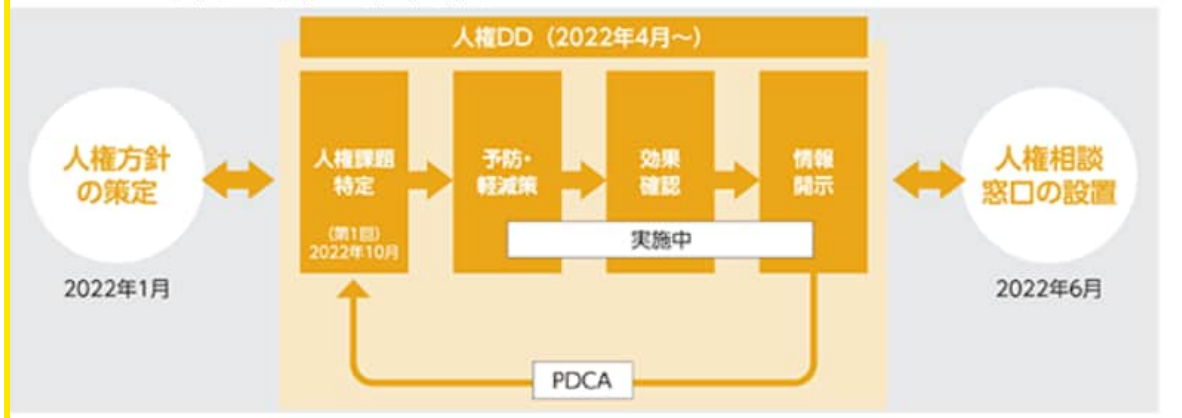 人権DD（2022年4月～）
人権方針
の策定
2022年1月
人権課題
特定
（第1回）
2022年10月
予防・
軽減策
効果
確認
情報
開示
実施中
PDCA
人権相談
窓口の設置
2022年6月